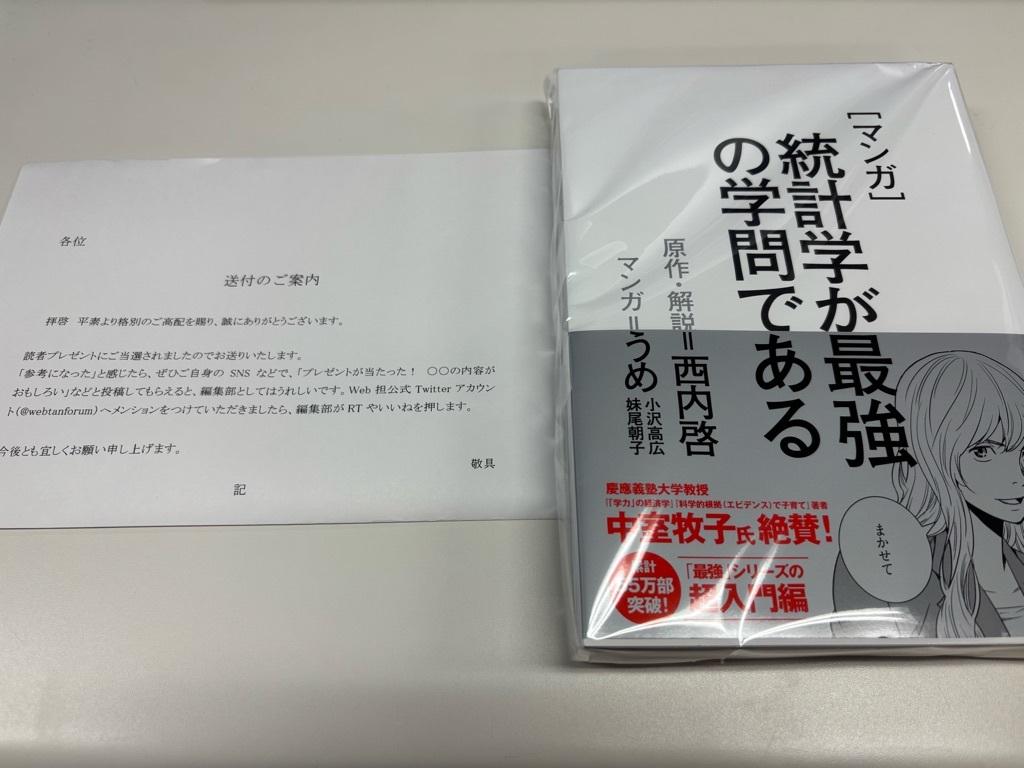 各位
送付のご案内
拝啓　平素より格別のご高配を賜り、誠にありがとうございます。
読者プレゼントにご当選されましたのでお送りいたします。
「参考になった」と感じたら、ぜひご自身の SNS などで、「プレゼントが当たった！　〇〇の内容が
おもしろい」などと投稿してもらえると、編集部としてはうれしいです。Web 担公式 Twitter アカウン
ト（@webtanforum）へメンションをつけていただきましたら、編集部が RT やいいねを押します。
今後とも宜しくお願い申し上げます。
敬具
記
［マンガ］
統計学が最強
の学問である
原作・解説＝西内啓
マンガ＝うめ
小沢高広
妹尾朝子
慶應義塾大学教授
『「学力」の経済学』『科学的根拠（エビデンス）で子育て』著者
中室牧子氏絶賛！
累計
5万部
突破！
「最強」シリーズの
超入門編
まかせて